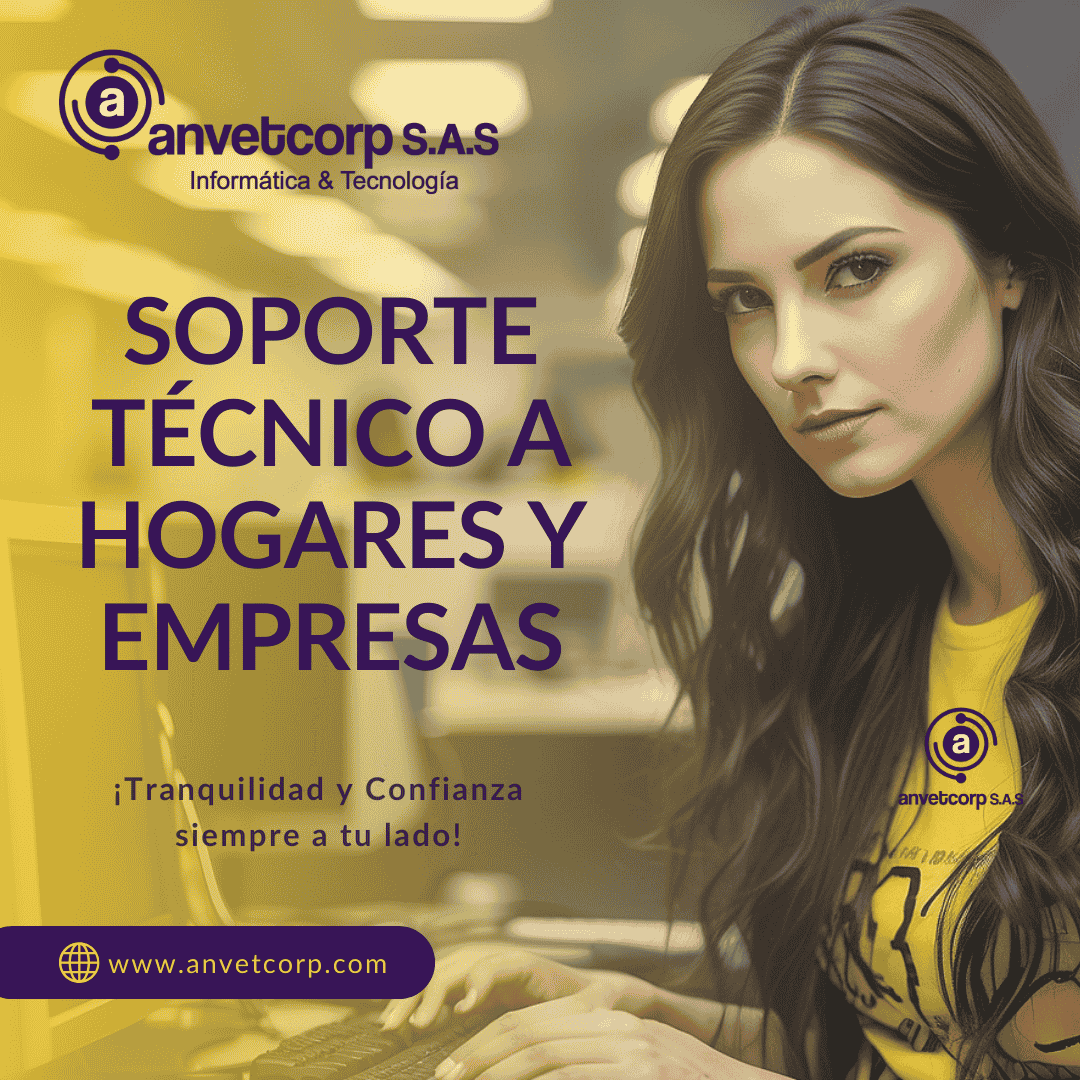 a
anvetcorp S.A.S
Informática & Tecnología
SOPORTE
TÉCNICO A
HOGARES Y
EMPRESAS
¡Tranquilidad y Confianza
siempre a tu lado!
www.anvetcorp.com
a
anvetcorp S.A.S